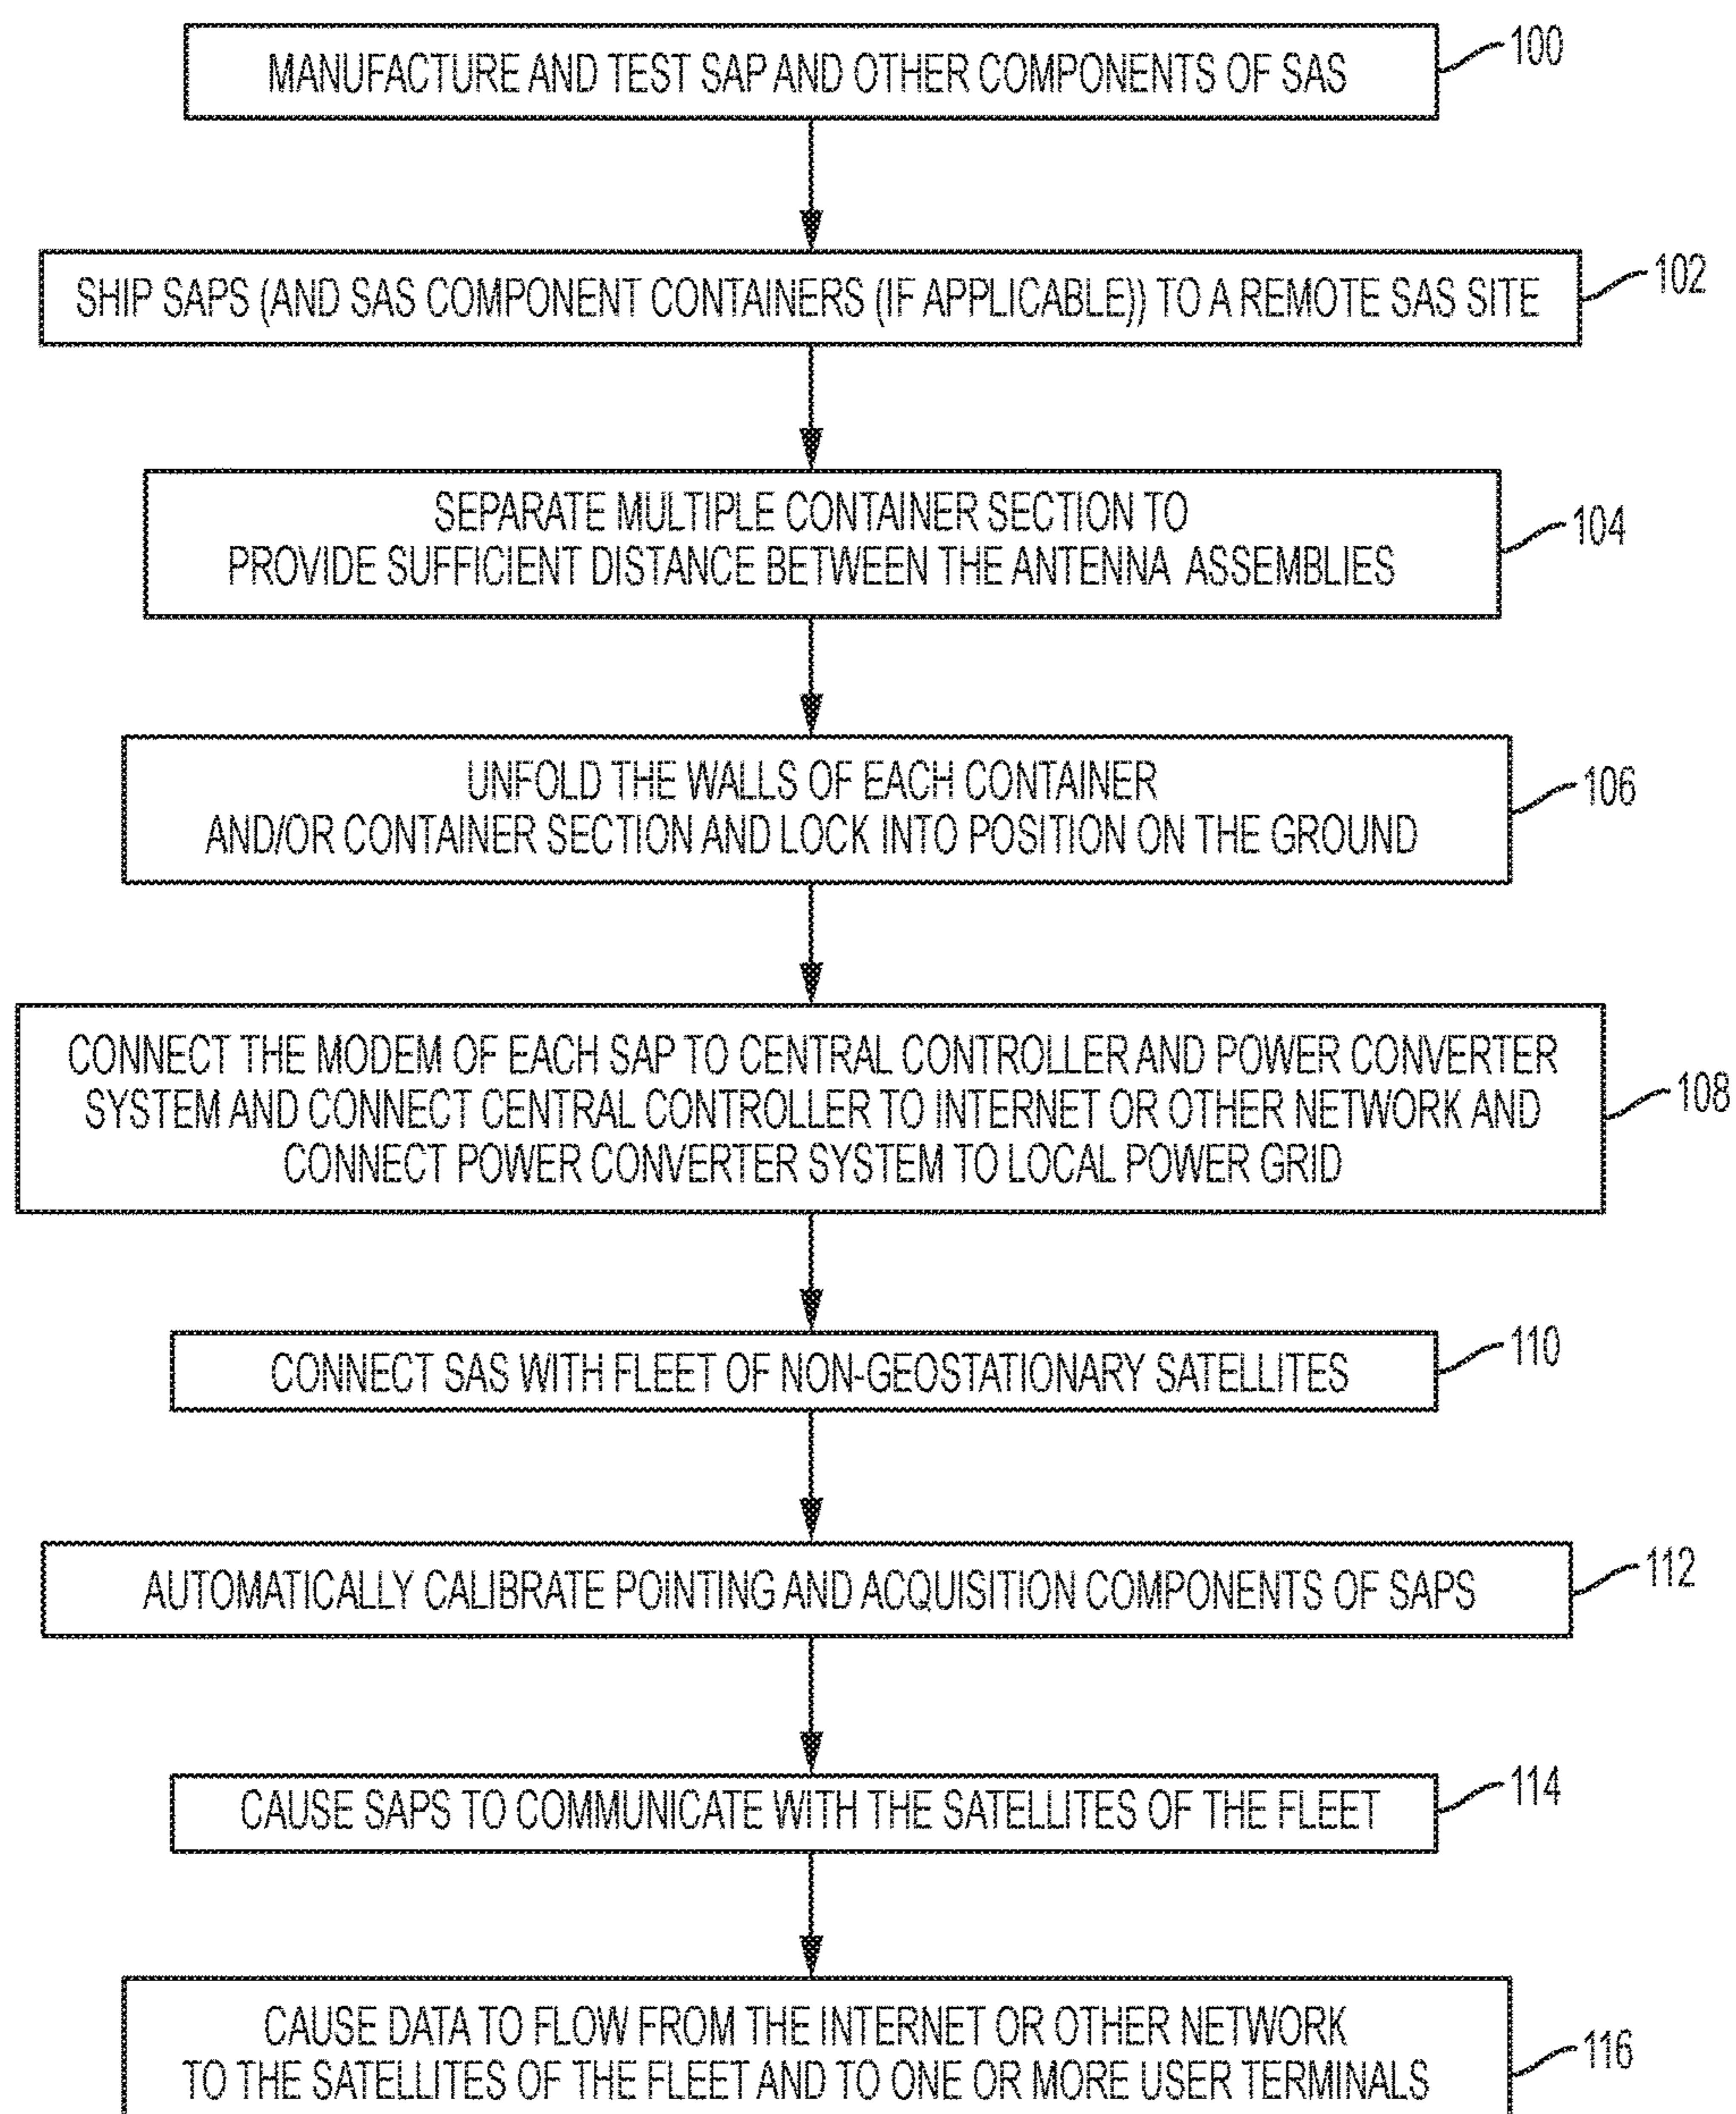 MANUFACTURE AND TEST SAP AND OTHER COMPONENTS OF SAS
100
SHIP SAPS (AND SAS COMPONENT CONTAINERS (IF APPLICABLE)) TO A REMOTE SAS SITE
102
SEPARATE MULTIPLE CONTAINER SECTION TO
PROVIDE SUFFICIENT DISTANCE BETWEEN THE ANTENNA ASSEMBLIES
104
UNFOLD THE WALLS OF EACH CONTAINER
AND/OR CONTAINER SECTION AND LOCK INTO POSITION ON THE GROUND
106
CONNECT THE MODEM OF EACH SAP TO CENTRAL CONTROLLER AND POWER CONVERTER
SYSTEM AND CONNECT CENTRAL CONTROLLER TO INTERNET OR OTHER NETWORK AND
CONNECT POWER CONVERTER SYSTEM TO LOCAL POWER GRID
108
CONNECT SAS WITH FLEET OF NON-GEOSTATIONARY SATELLITES
110
AUTOMATICALLY CALIBRATE POINTING AND ACQUISITION COMPONENTS OF SAPS
112
CAUSE SAPS TO COMMUNICATE WITH THE SATELLITES OF THE FLEET
114
CAUSE DATA TO FLOW FROM THE INTERNET OR OTHER NETWORK
TO THE SATELLITES OF THE FLEET AND TO ONE OR MORE USER TERMINALS
116